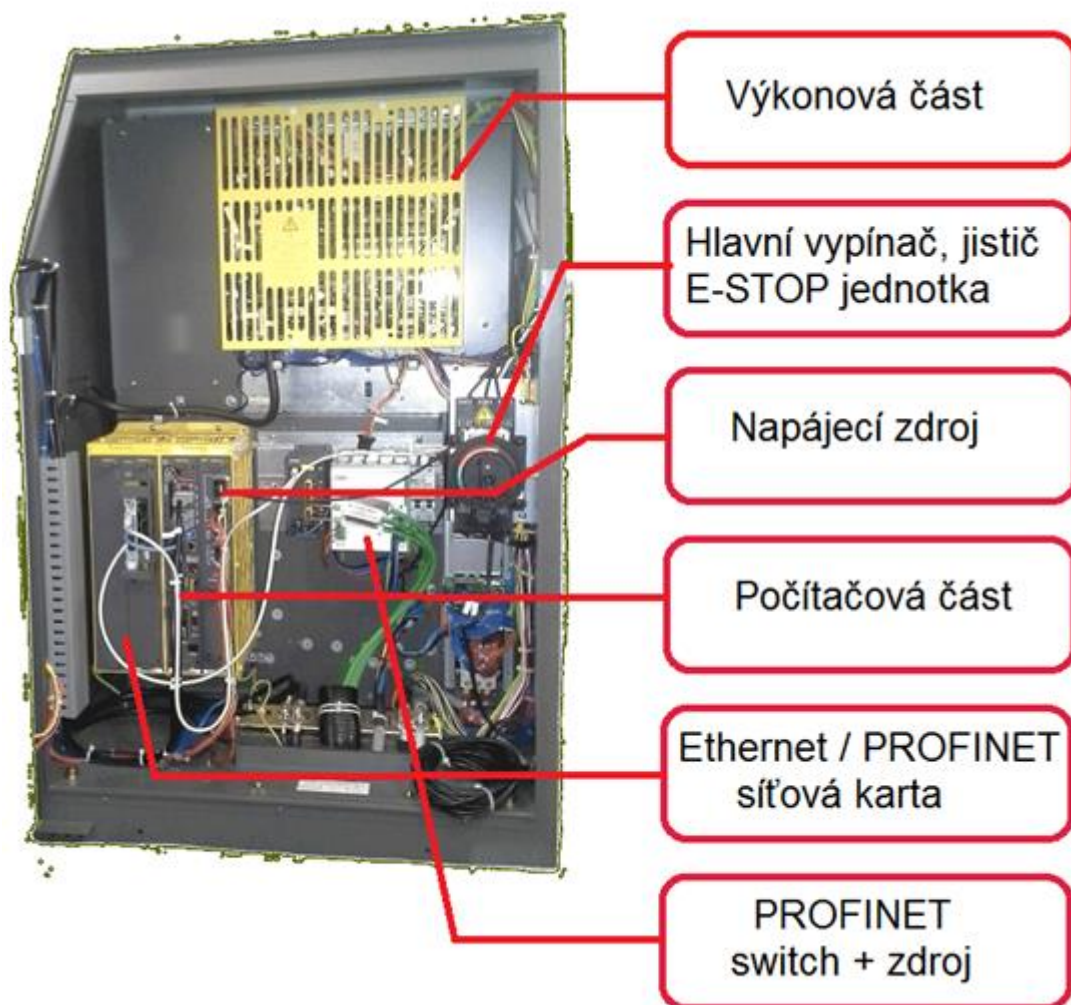 Výkonová část
Hlavní vypínač, jistič
E-STOP jednotka
Napájecí zdroj
Počítačová část
Ethernet / PROFINET
síťová karta
PROFINET
switch + zdroj